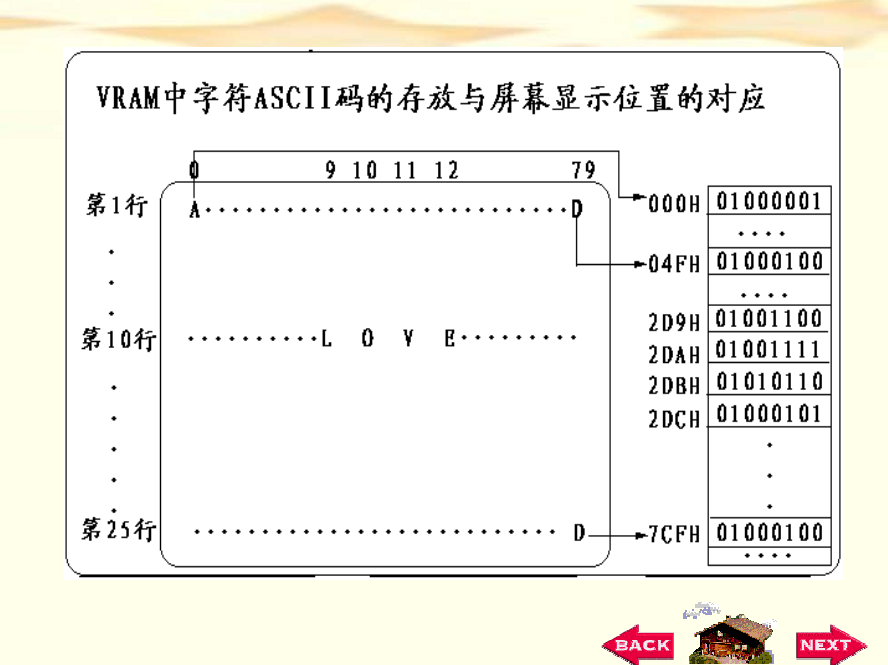 VRAM中字符ASCII码的存放与屏幕显示位置的对应
0 9 10 11 12 79
第1行 A····························D 000H 01000001
····
04FH 01000100
····
2D9H 01001100
第10行 ··········L O V E········· 2DAH 01001111
2DBH 01010110
2DCH 01000101
第25行 ··························· D 7CFH 01000100
····
BACK NEXT